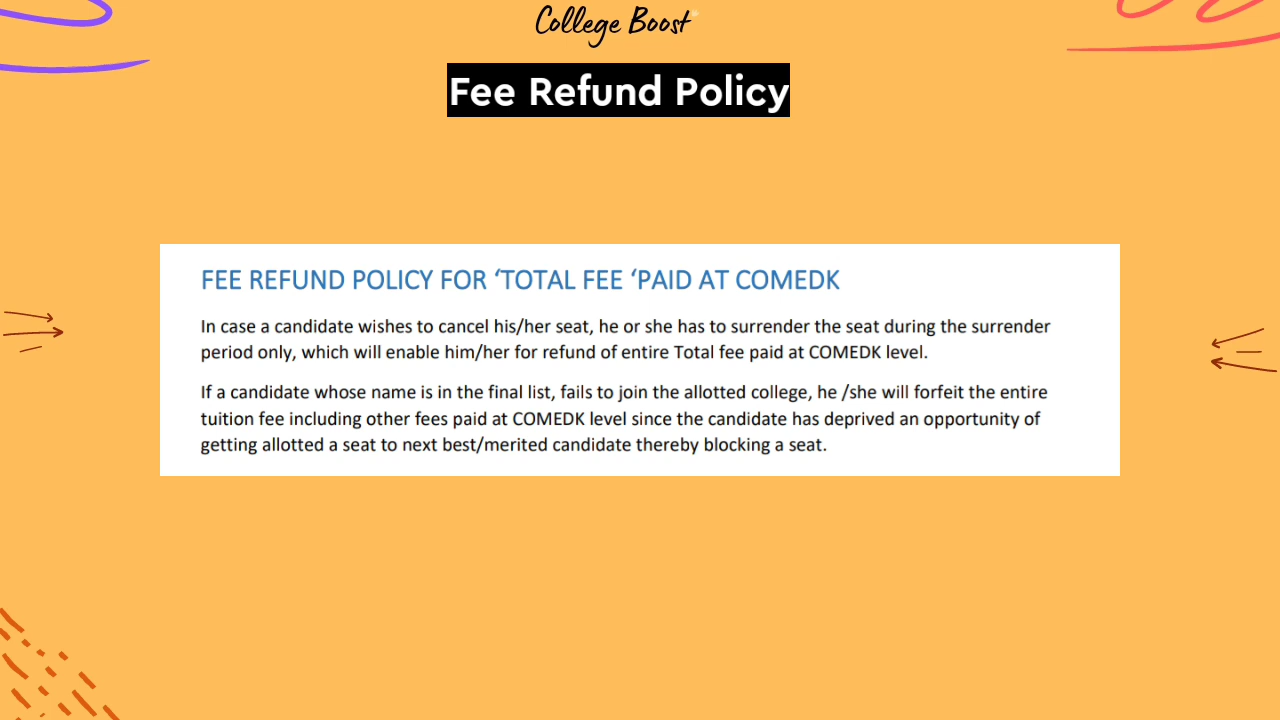 College Boost
Fee Refund Policy
FEE REFUND POLICY FOR ‘TOTAL FEE ‘PAID AT COMEDK
In case a candidate wishes to cancel his/her seat, he or she has to surrender the seat during the surrender
period only, which will enable him/her for refund of entire Total fee paid at COMEDK level.
If a candidate whose name is in the final list, fails to join the allotted college, he /she will forfeit the entire
tuition fee including other fees paid at COMEDK level since the candidate has deprived an opportunity of
getting allotted a seat to next best/merited candidate thereby blocking a seat.